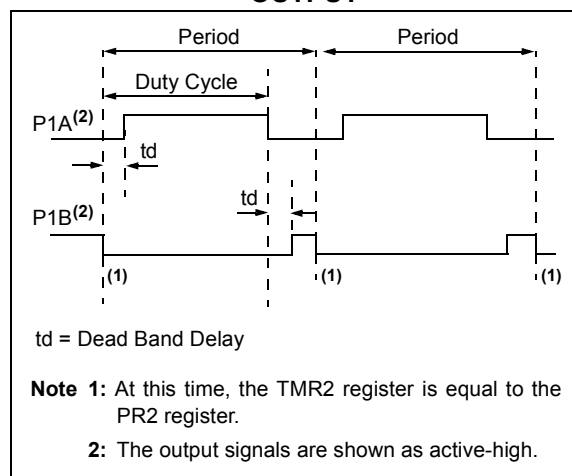 Period Period
Duty Cycle
P1A(2)
td
td
P1B(2)
(1) (1) (1)
td = Dead Band Delay
Note 1: At this time, the TMR2 register is equal to the
PR2 register.
2: The output signals are shown as active-high.